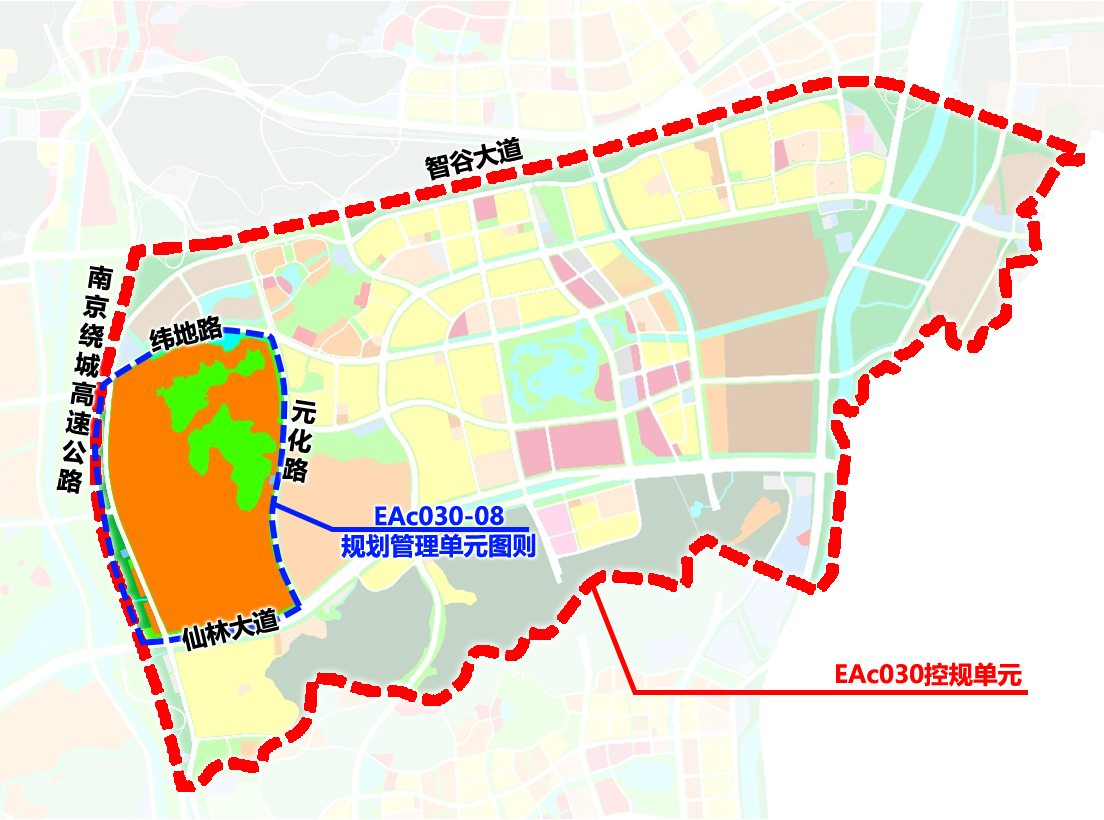 智谷大道
南京绕城高速公路
纬地路
元化路
EAc030-08
规划管理单元图则
仙林大道
EAc030控规单元